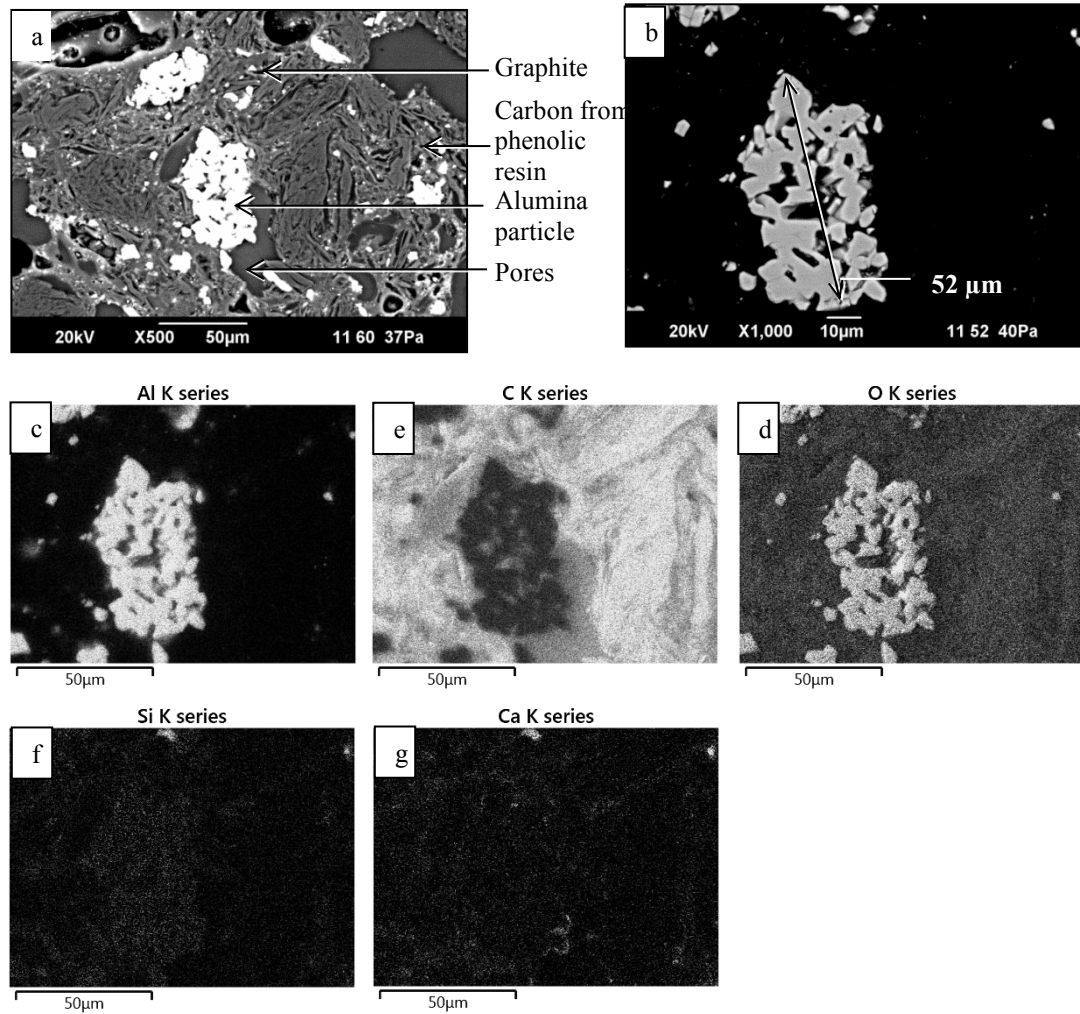 a
Graphite
Carbon from
phenolic
resin
Alumina
particle
Pores
20kV X500 50µm 11 60 37Pa
b
52 µm
20kV X1,000 10µm 11 52 40Pa
Al K series
c
50µm
C K series
e
50µm
O K series
d
50µm
Si K series
f
50µm
Ca K series
g
50µm